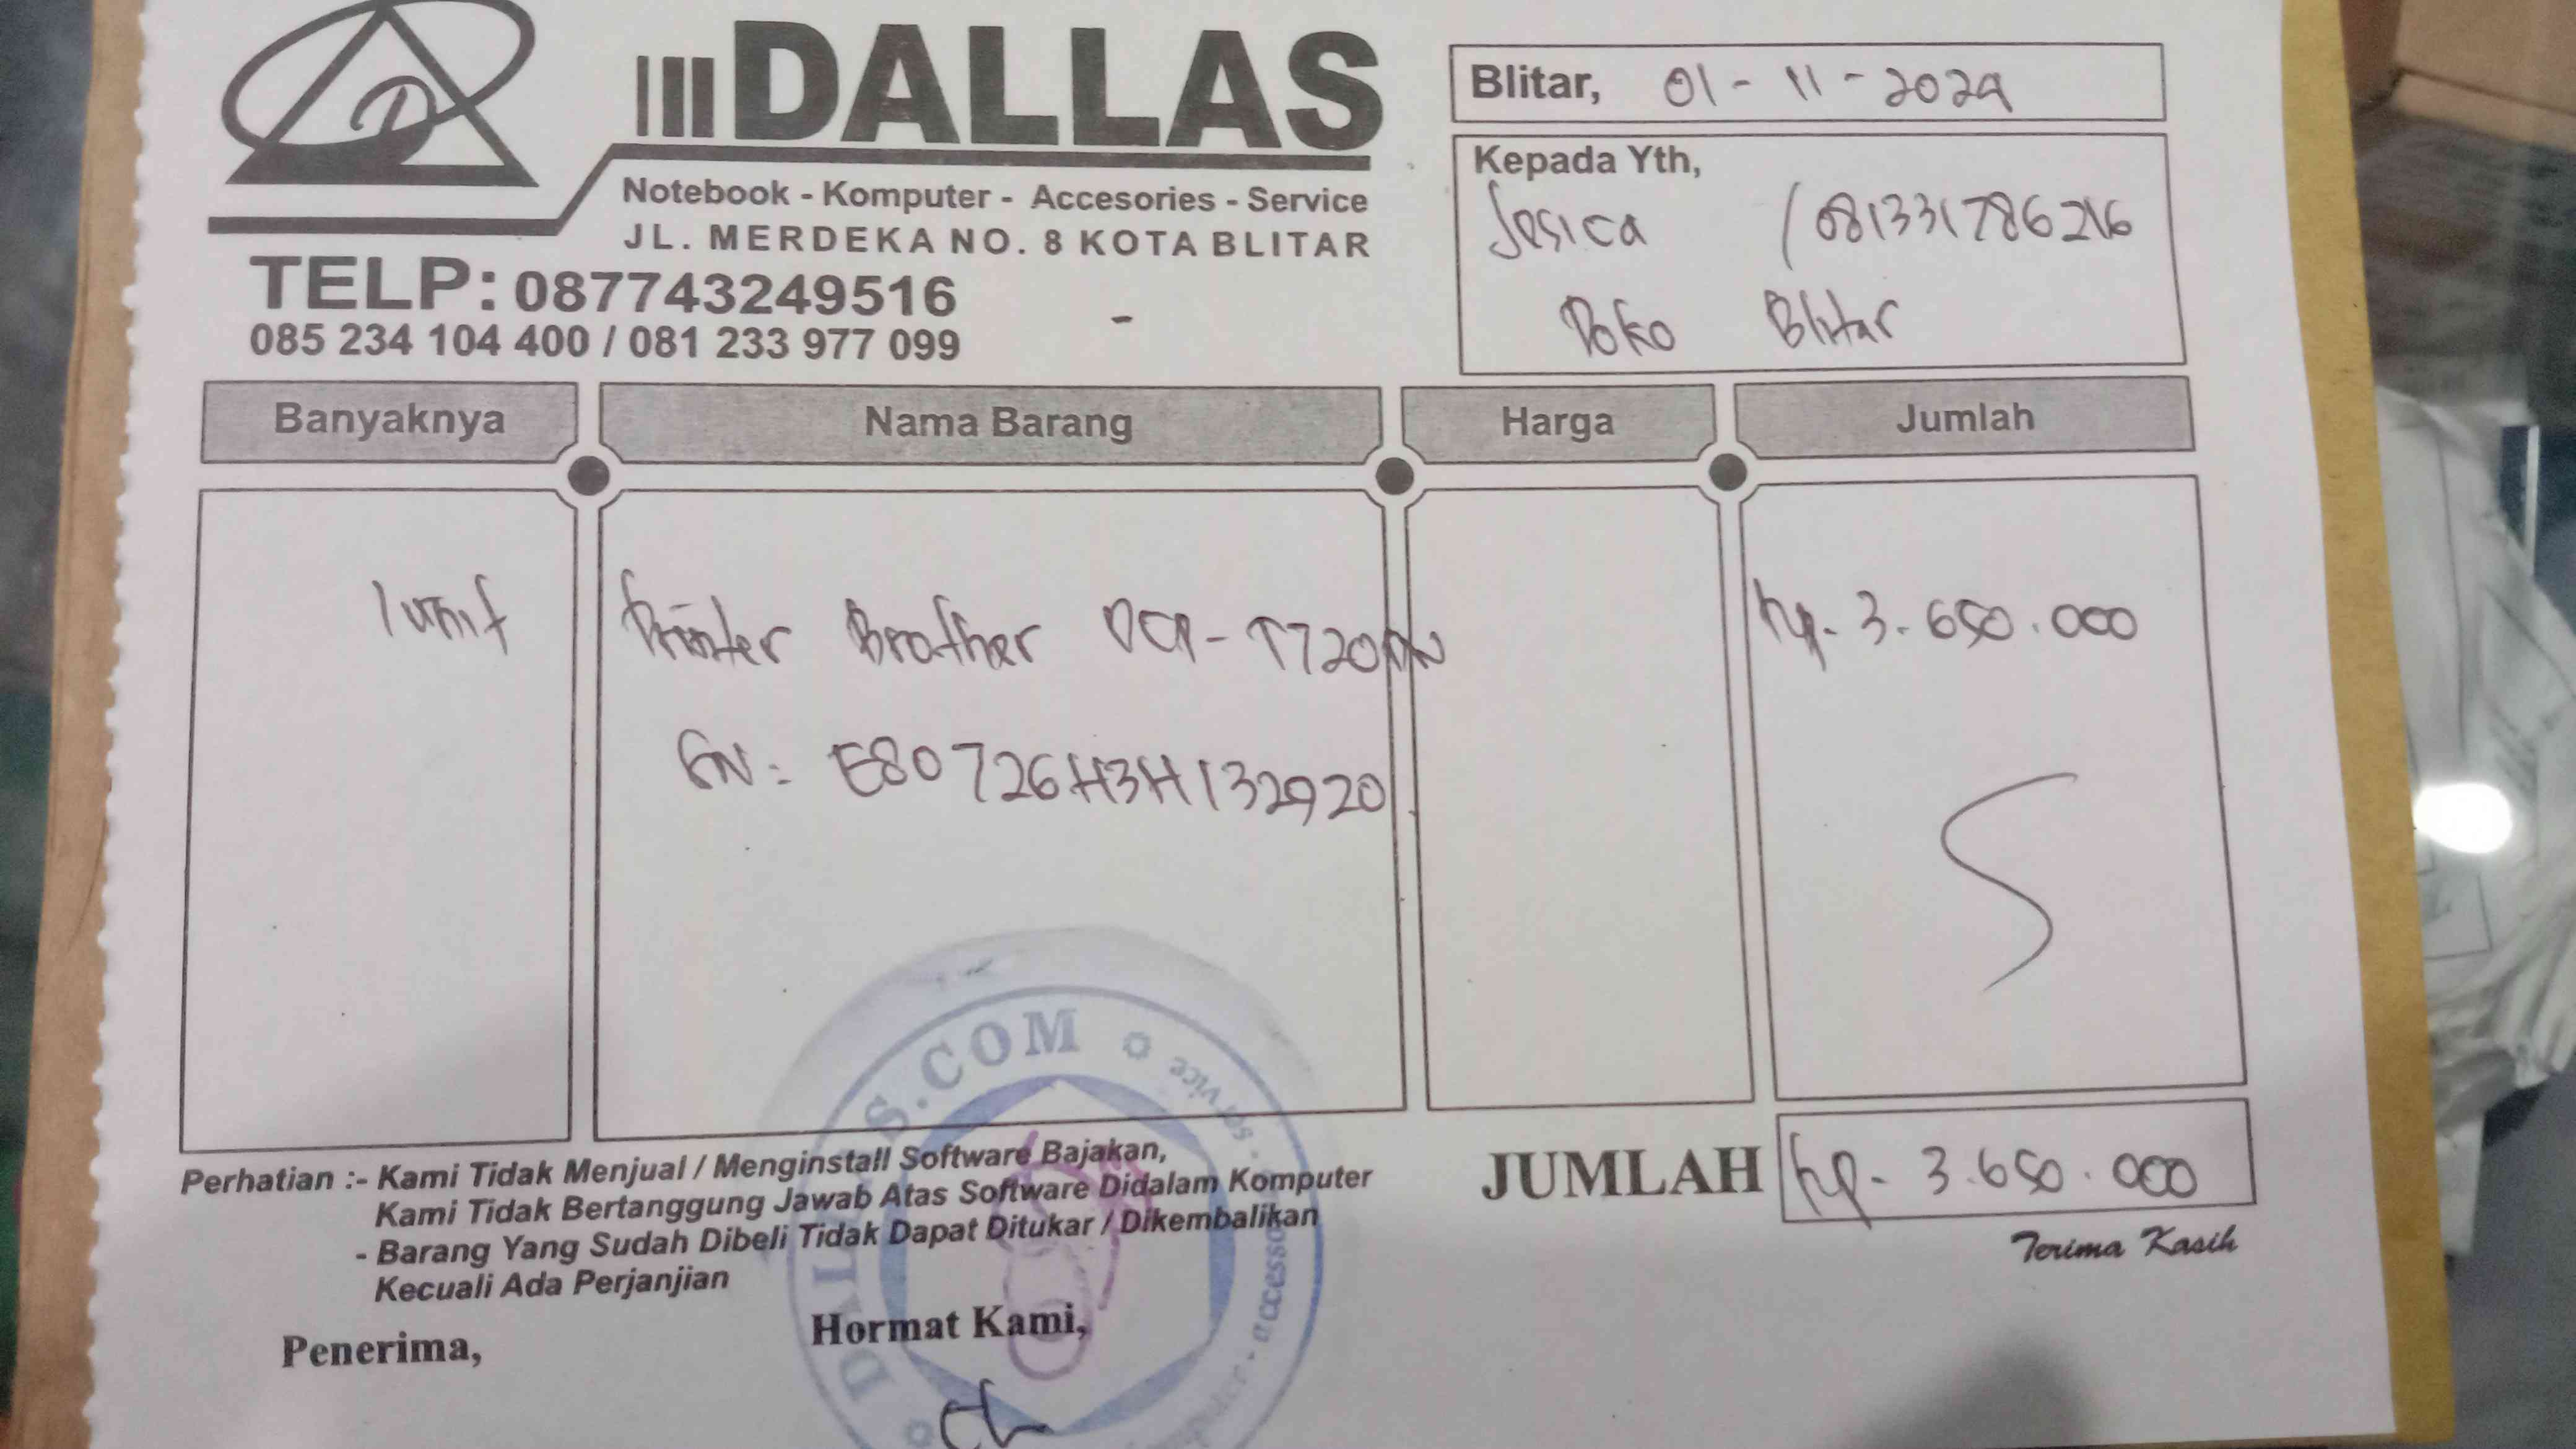 DALLAS
Notebook - Komputer - Accesories - Service
JL. MERDEKA NO. 8 KOTA BLITAR
TELP: 087743249516
085 234 104 400 / 081 233 977 099
Blitar, 01 - 11 - 2024
Kepada Yth,
Jesica / 081331786216
Doko Blitar
Banyaknya Nama Barang Harga Jumlah
1 unit Printer Brother DCP-T720DW Rp. 3.650.000
SN: E80726H3H132920
S.COM service
Perhatian :- Kami Tidak Menjual / Menginstall Software Bajakan,
Kami Tidak Bertanggung Jawab Atas Software Didalam Komputer
- Barang Yang Sudah Dibeli Tidak Dapat Ditukar / Dikembalikan
Kecuali Ada Perjanjian
JUMLAH Rp. 3.650.000
Terima Kasih
Penerima,
Hormat Kami,